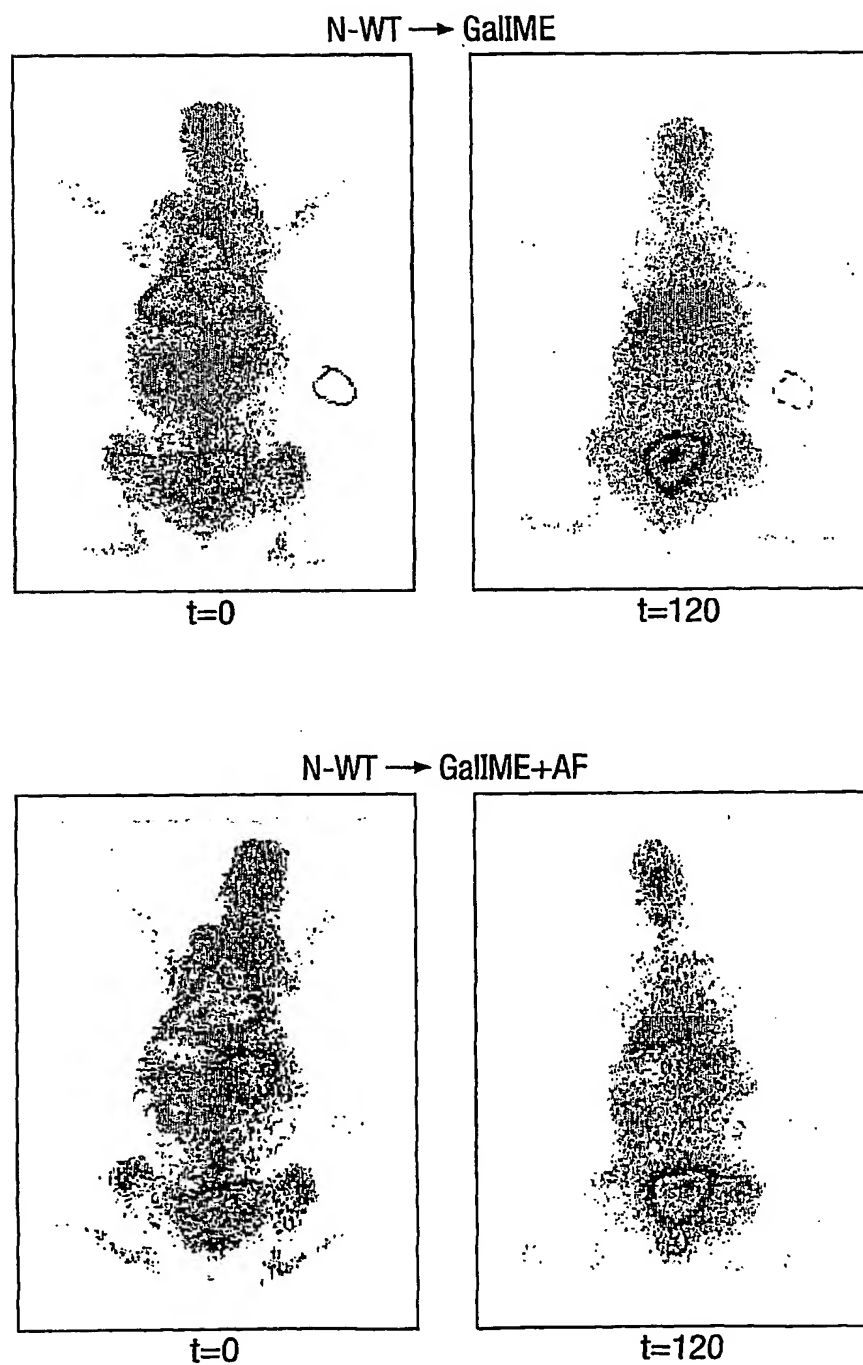 N-WT → GalIME
t=0
t=120
N-WT → GalIME+AF
t=0
t=120